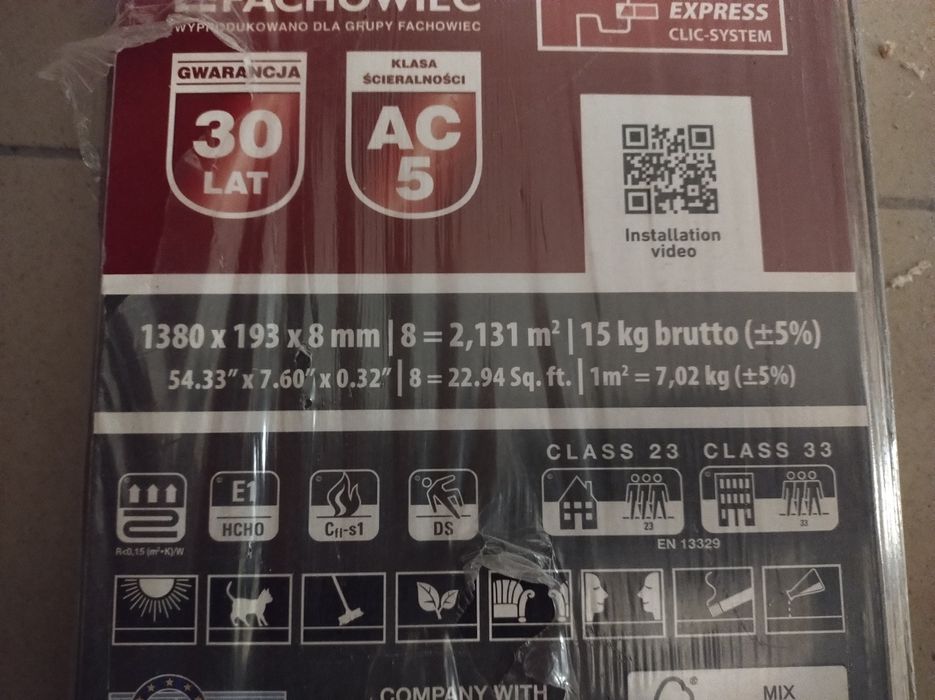 FACHOWIEC
WYPRODUKOWANO DLA GRUPY FACHOWIEC
EXPRESS
CLIC-SYSTEM
GWARANCJA
30
LAT
KLASA
ŚCIERALNOŚCI
AC
5
Installation
video
1380 x 193 x 8 mm | 8 = 2,131 m² | 15 kg brutto (±5%)
54.33” x 7.60” x 0.32” | 8 = 22.94 Sq. ft. | 1m² = 7,02 kg (±5%)
CLASS 23 CLASS 33
E1
HCHO
Cfl-s1
DS
23
33
R<0,15 (m²•K)/W
EN 13329
COMPANY WITH
MIX